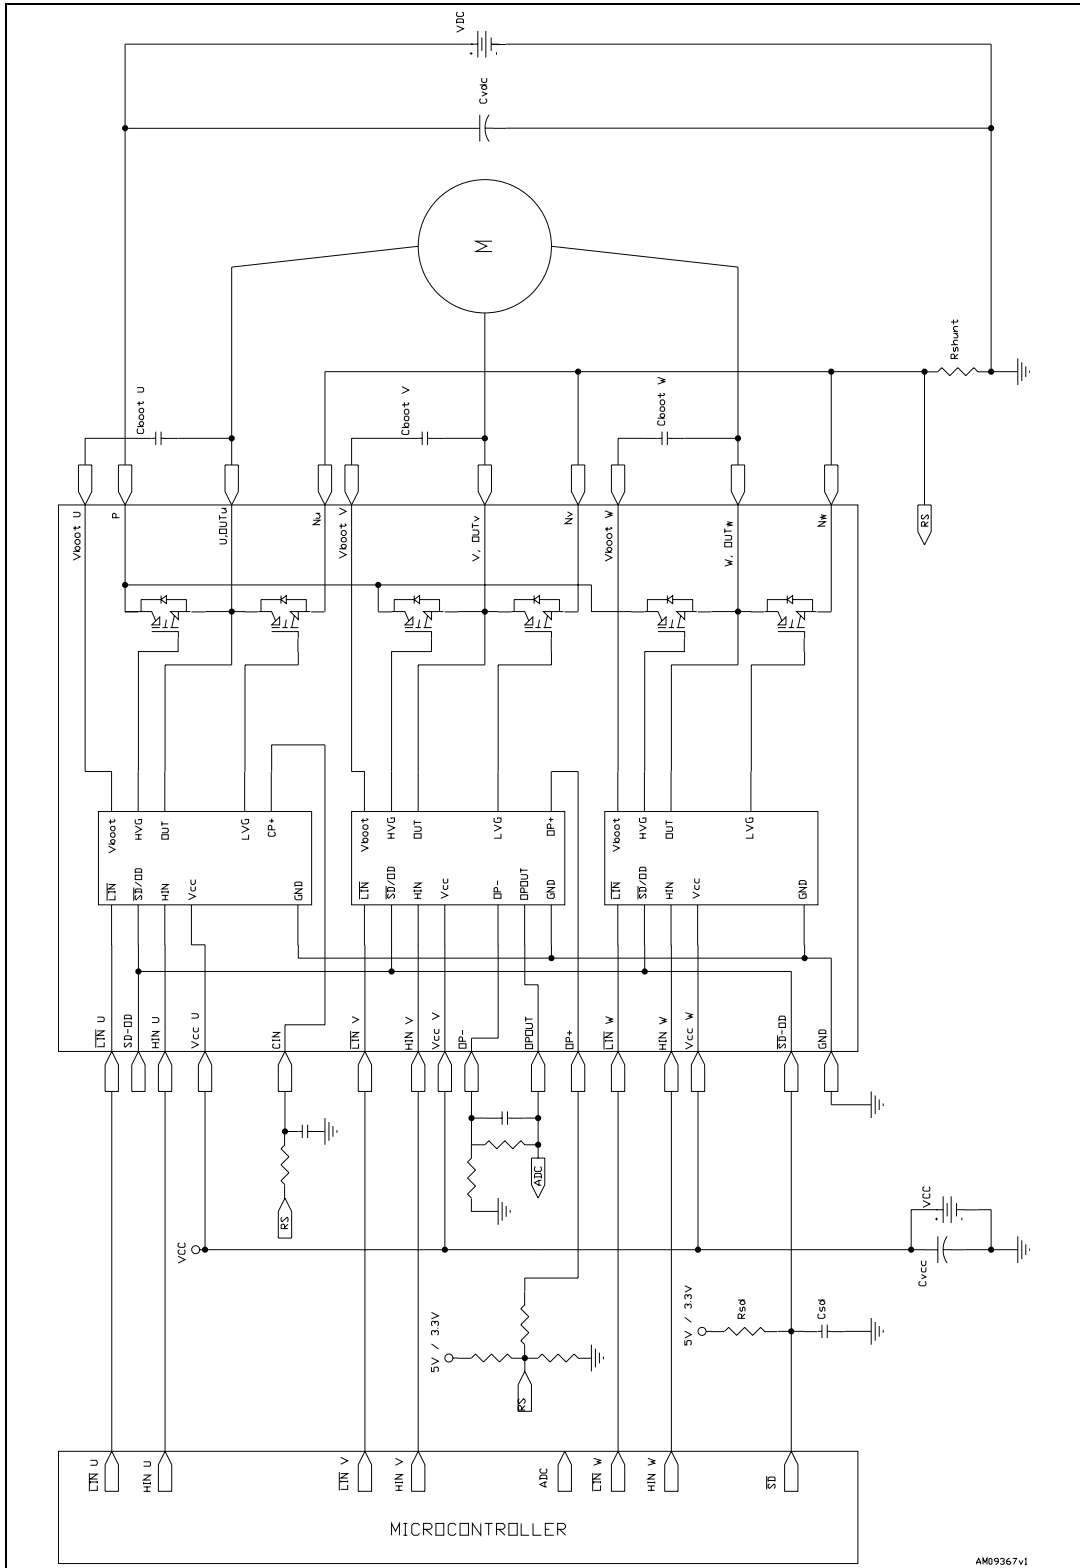 VDC
Cvdc
M
Rshunt
Cboot U
Cboot V
Cboot W
Vboot U
P
U,OUTu
Nu
Vboot V
V, OUTv
Nv
Vboot W
W, OUTw
Nw
RS
Vboot
HVG
OUT
LVG
CP+
Vboot
HVG
OUT
LVG
OP+
Vboot
HVG
OUT
LVG
LIN
SD/OD
HIN
Vcc
GND
LIN
SD/OD
HIN
Vcc
OP-
OPOUT
GND
LIN
SD/OD
HIN
Vcc
GND
LIN U
SD-OD
HIN U
Vcc U
CIN
LIN V
HIN V
Vcc V
OP-
OPOUT
OP+
LIN W
HIN W
Vcc W
SD-OD
GND
RS
ADC
VCC
VCC
Cvcc
5V / 3.3V
RS
5V / 3.3V
Rsd
Csd
LIN U
HIN U
LIN V
HIN V
ADC
LIN W
HIN W
SD
MICROCONTROLLER
AM09367v1